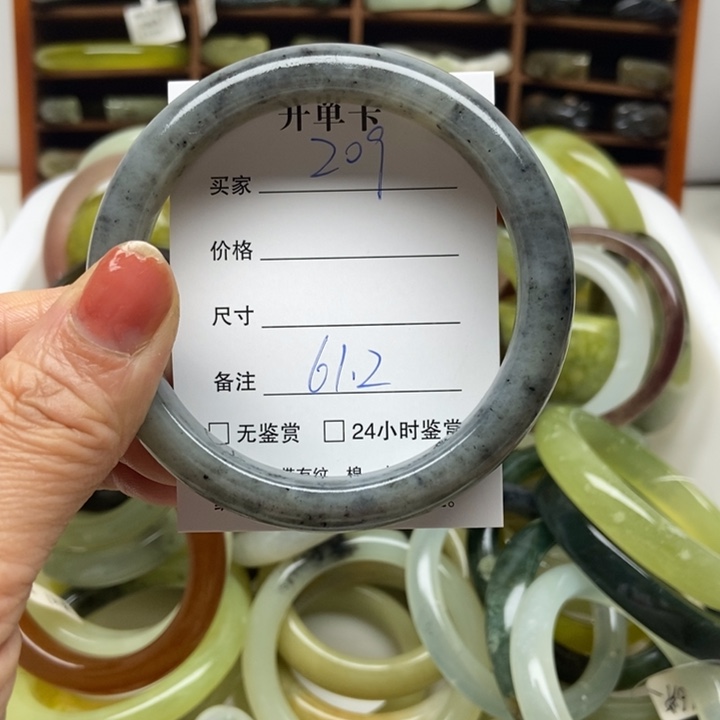 开单卡
买家 209
价格
尺寸
备注 61.2
□ 无鉴赏 □ 24小时鉴赏